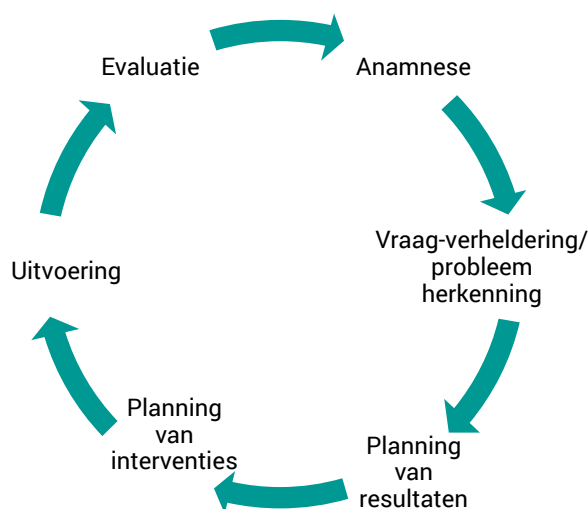 Evaluatie
Anamnese
Vraag-verheldering/
probleem
herkenning
Planning
van
resultaten
Planning
van
interventies
Uitvoering